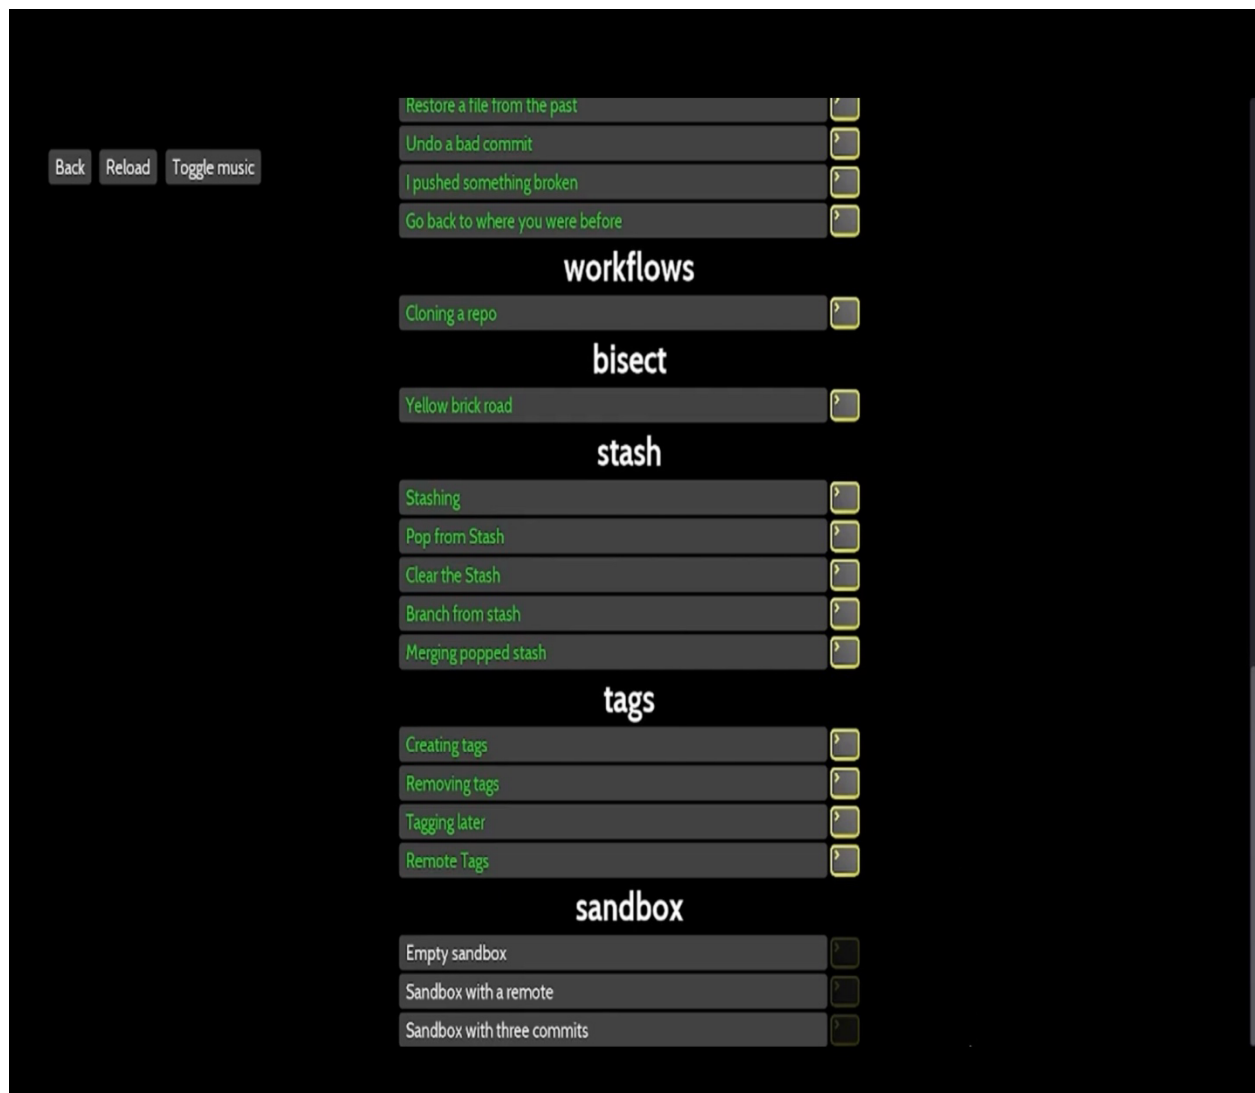 Back Reload Toggle music
Restore a file from the past
Undo a bad commit
I pushed something broken
Go back to where you were before
workflows
Cloning a repo
bisect
Yellow brick road
stash
Stashing
Pop from Stash
Clear the Stash
Branch from stash
Merging popped stash
tags
Creating tags
Removing tags
Tagging later
Remote Tags
sandbox
Empty sandbox
Sandbox with a remote
Sandbox with three commits